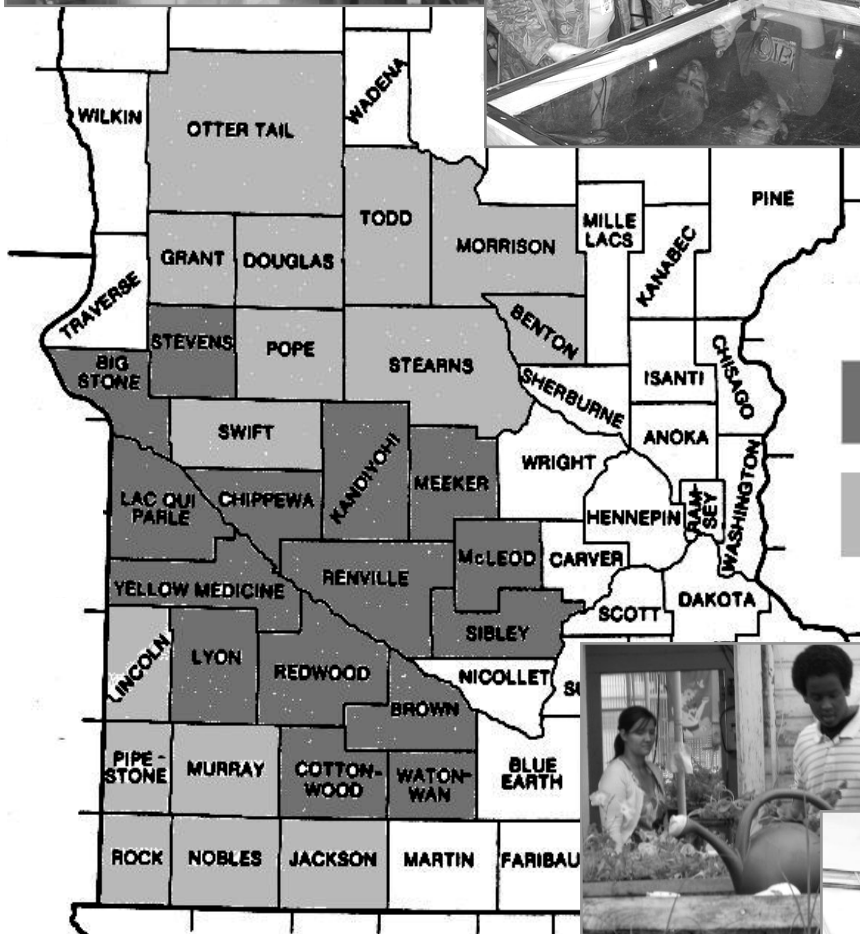 WILKIN
OTTER TAIL
WADENA
TODD
MORRISON
MILLE
LACS
KANABEC
PINE
GRANT
DOUGLAS
TRAVERSE
STEVENS
POPE
STEARNS
BENTON
SHERBURNE
ISANTI
CHISAGO
BIG
STONE
SWIFT
KANDIYOHI
MEEKER
WRIGHT
ANOKA
WASHINGTON
LAC QUI
PARLE
CHIPPEWA
HENNEPIN
RAM-
SEY
YELLOW MEDICINE
RENVILLE
McLEOD
CARVER
SCOTT
DAKOTA
LINCOLN
LYON
REDWOOD
SIBLEY
NICOLLET
BROWN
PIPE-
STONE
MURRAY
COTTON-
WOOD
WATON-
WAN
BLUE
EARTH
ROCK
NOBLES
JACKSON
MARTIN
FARIBAU